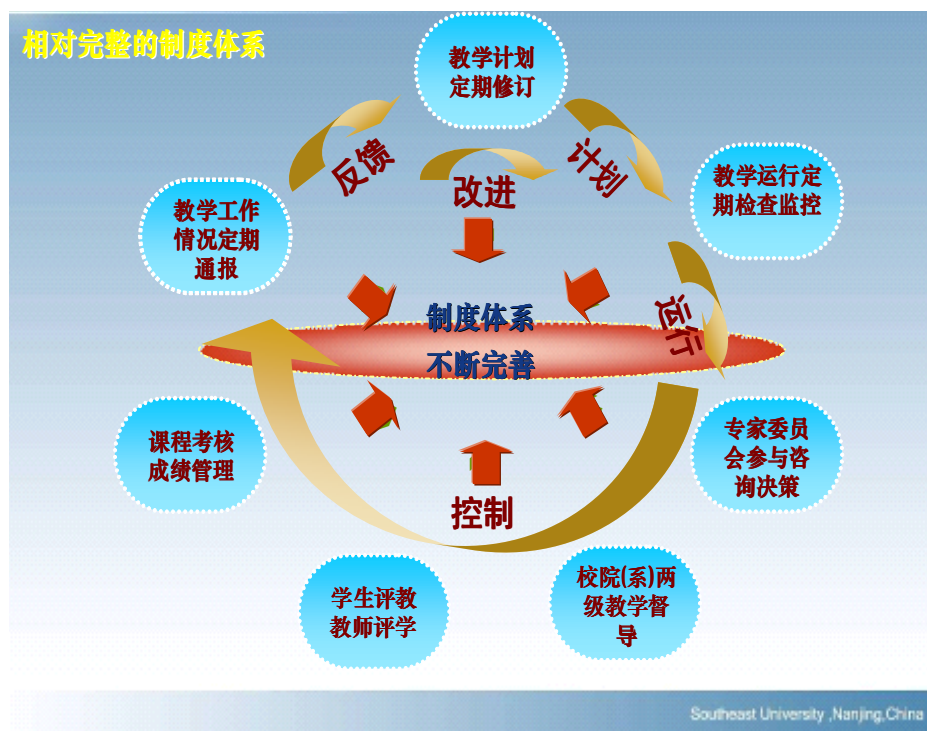 相对完整的制度体系
教学计划
定期修订
反馈
改进
计划
教学运行定
期检查监控
教学工作
情况定期
通报
制度体系
不断完善
运行
课程考核
成绩管理
专家委员
会参与咨
询决策
控制
学生评教
教师评学
校院(系)两
级教学督
导
Southeast University ,Nanjing,China